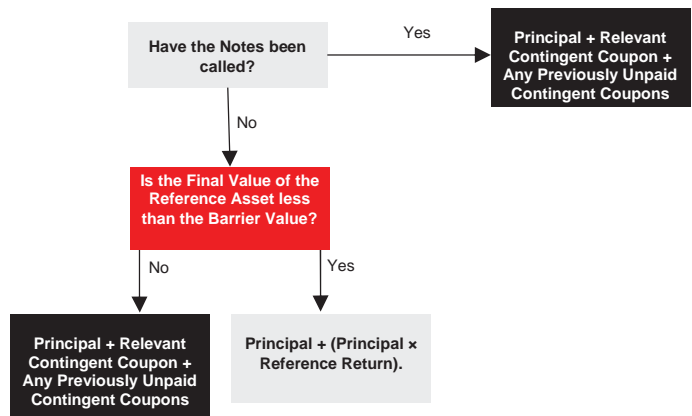 Have the Notes been
called?
Yes
Principal + Relevant
Contingent Coupon +
Any Previously Unpaid
Contingent Coupons
No
Is the Final Value of the
Reference Asset less
than the Barrier Value?
No
Yes
Principal + Relevant
Contingent Coupon +
Any Previously Unpaid
Contingent Coupons
Principal + (Principal ×
Reference Return).